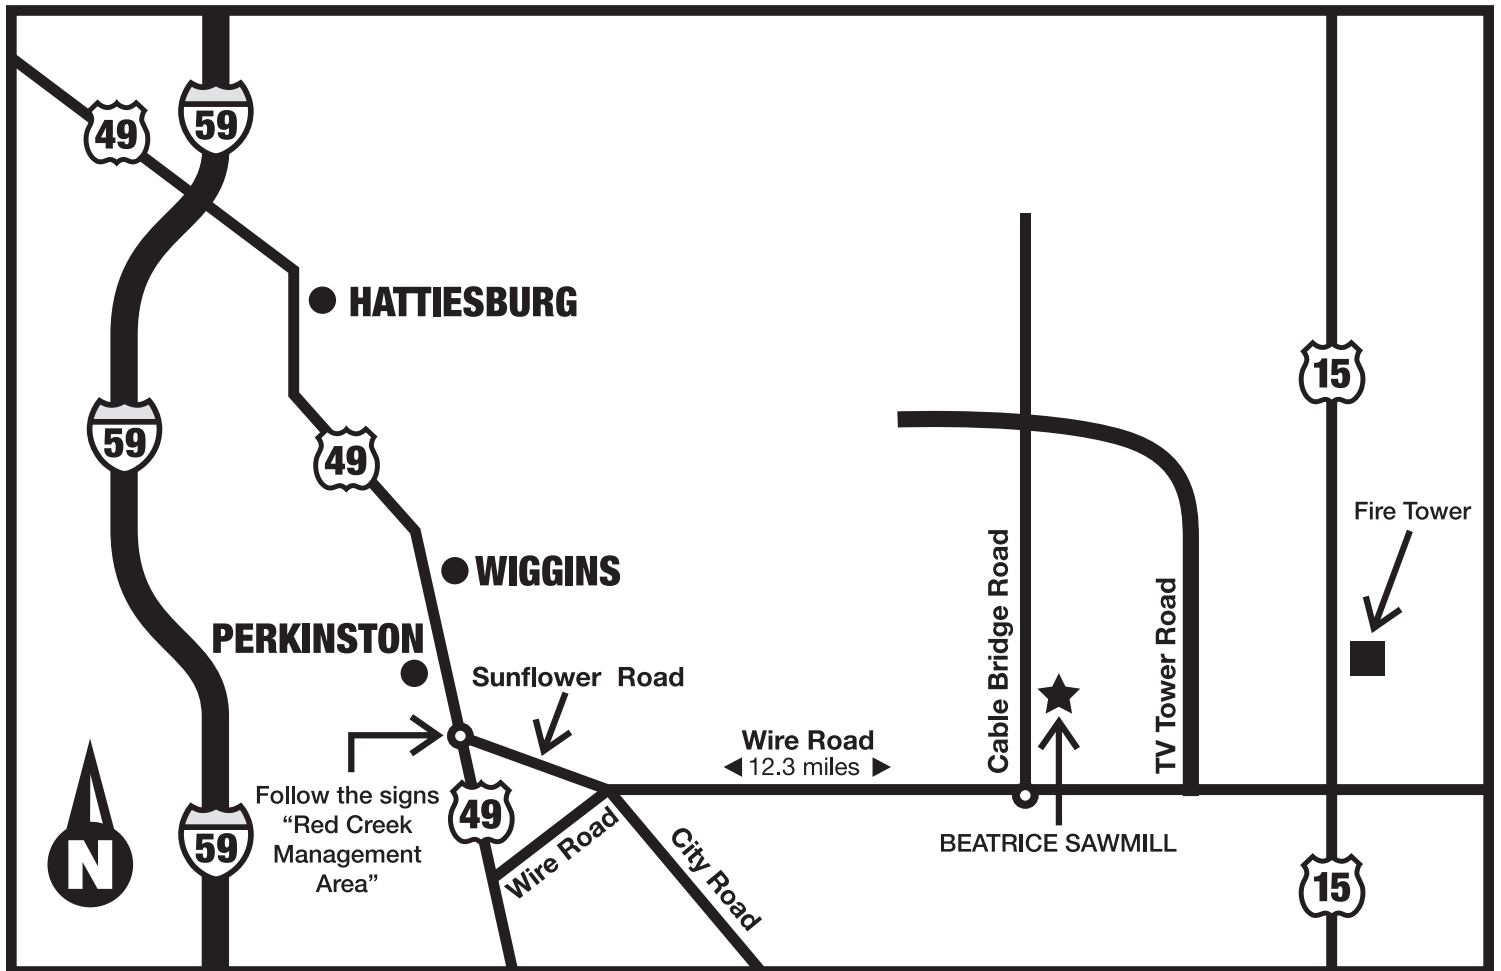 59
49
HATTIESBURG
15
59
49
Fire Tower
WIGGINS
PERKINSTON
Sunflower Road
Cable Bridge Road
TV Tower Road
Wire Road
12.3 miles
Follow the signs
“Red Creek
Management
Area”
49
59
N
Wire Road
City Road
BEATRICE SAWMILL
15